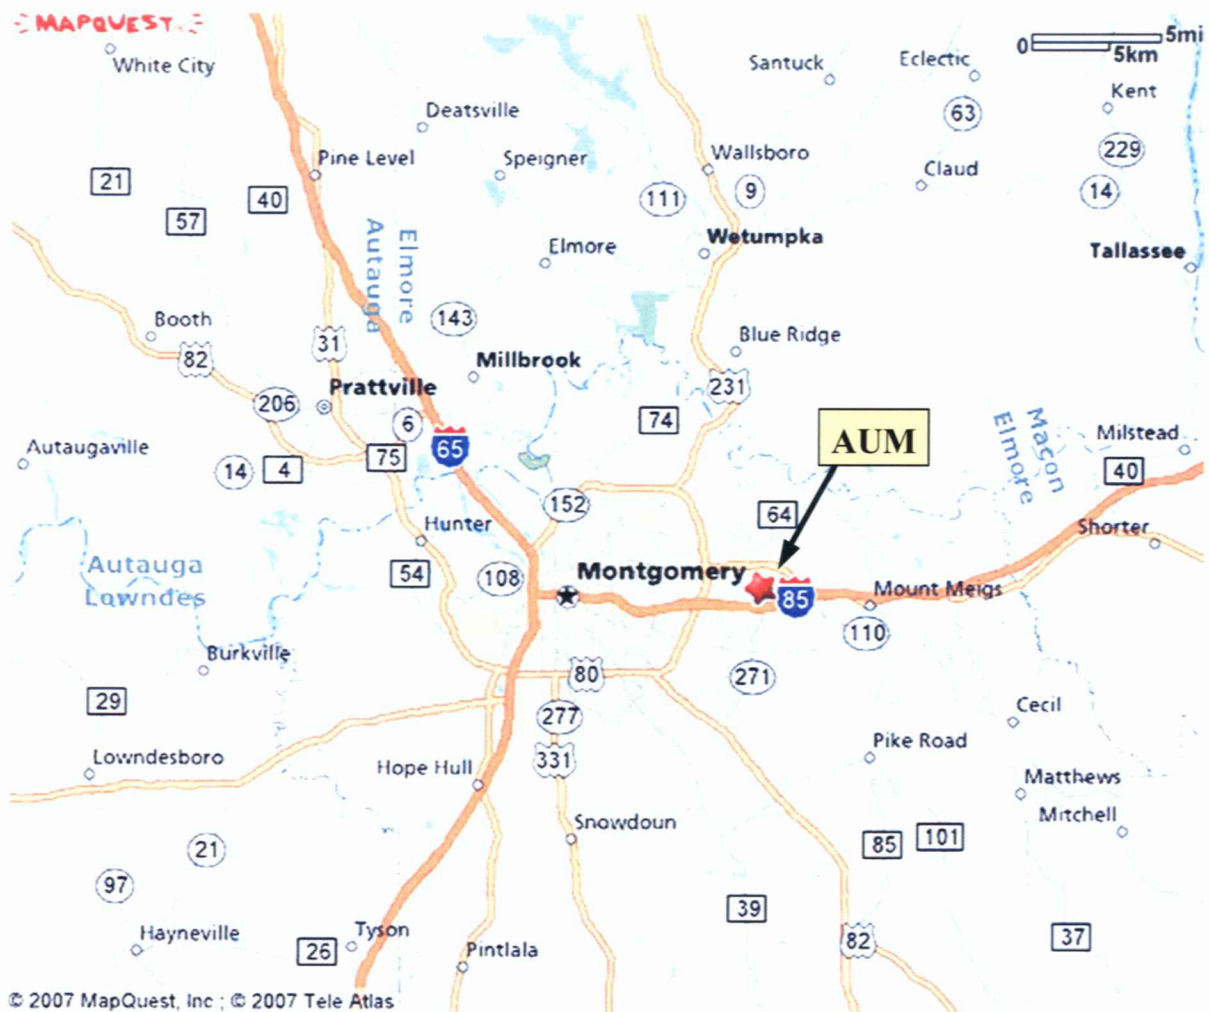 MAPQUEST
White City
0 5mi
5km
Santuck
Eclectic
Kent
63
Deatsville
Pine Level
Speigner
Wallsboro
Claud
229
21
40
57
111
9
14
Elmore
Autauga
Elmore
Wetumpka
Tallassee
Booth
143
Blue Ridge
82
31
Millbrook
Prattville
231
206
6
74
AUM
Macon
Elmore
Milstead
Autaugaville
14
4
75
65
40
152
64
Hunter
Shorter
Autauga
Lowndes
54
108
Montgomery
85
Mount Meigs
110
Burkville
80
271
29
277
Cecil
Lowndesboro
Hope Hull
331
Pike Road
Matthews
Mitchell
Snowdoun
21
85
101
97
39
Hayneville
26
Tyson
Pintlala
82
37
© 2007 MapQuest, Inc ; © 2007 Tele Atlas